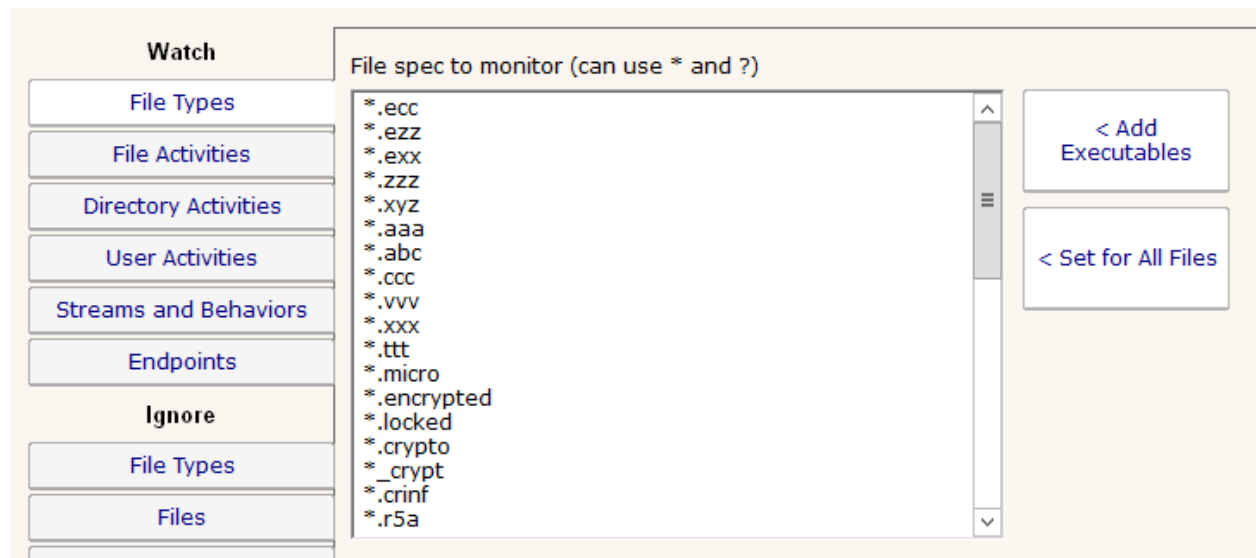 Watch
File Types
File Activities
Directory Activities
User Activities
Streams and Behaviors
Endpoints
Ignore
File Types
Files
File spec to monitor (can use * and ?)
*.ecc
*.ezz
*.exx
*.zzz
*.xyz
*.aaa
*.abc
*.ccc
*.vvv
*.xxx
*.ttt
*.micro
*.encrypted
*.locked
*.crypto
*_crypt
*.crinf
*.r5a
< Add
Executables
< Set for All Files